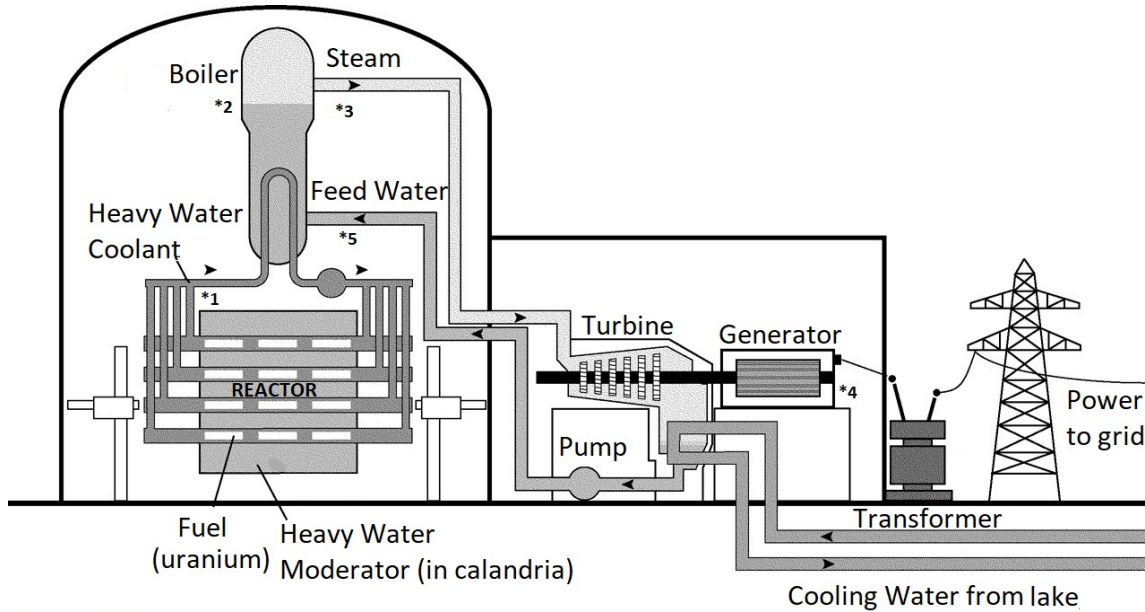 Steam
Boiler
*2
*3
Feed Water
*5
Heavy Water
Coolant
*1
REACTOR
Turbine
Generator
*4
Power
to grid
Pump
Transformer
Fuel
(uranium)
Heavy Water
Moderator (in calandria)
Cooling Water from lake